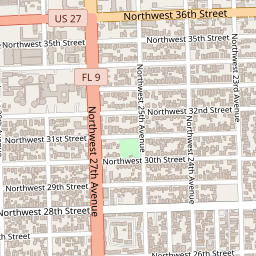 US 27
Northwest 36th Street
Northwest 35th Street
Northwest 35th Street
FL 9
Northwest 25th Avenue
Northwest 23rd Avenue
Northwest 32nd Street
Northwest 31st Street
Northwest 27th Avenue
Northwest 24th Avenue
Northwest 30th Street
Northwest 29th Street
Northwest 28th Street
Street
Northwest 26th Street